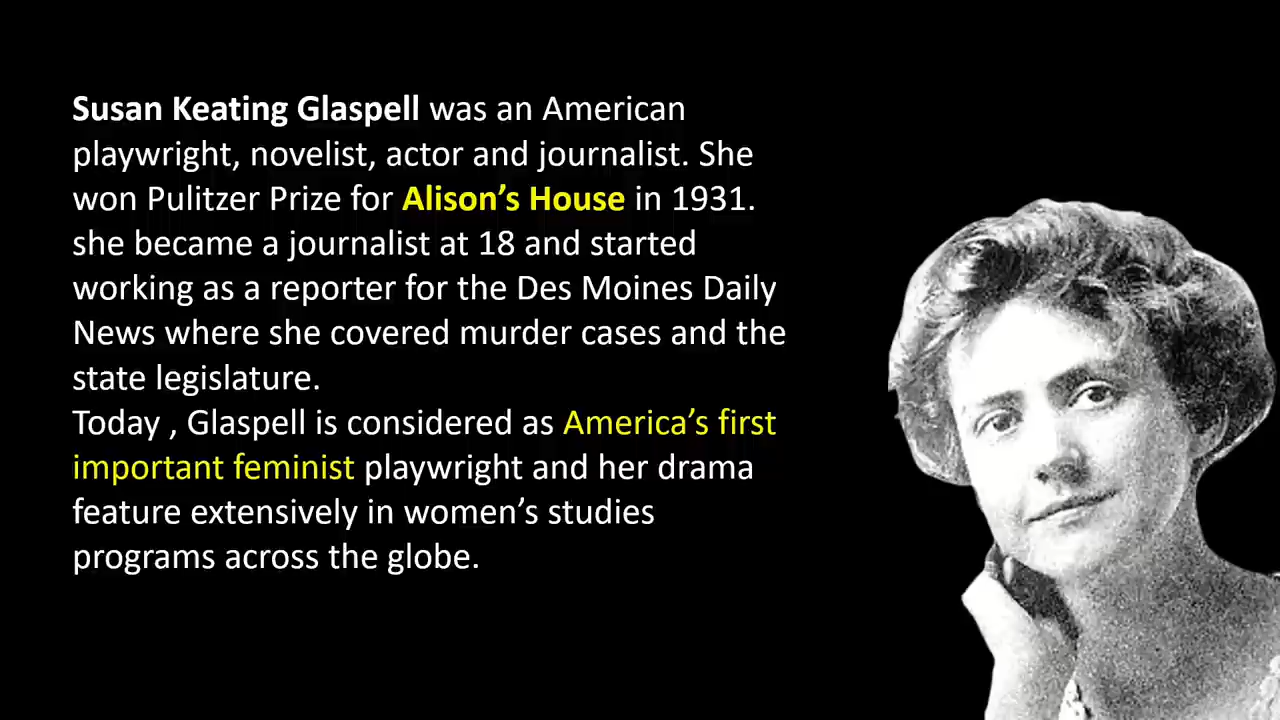 Susan Keating Glaspell was an American
playwright, novelist, actor and journalist. She
won Pulitzer Prize for Alison’s House in 1931.
she became a journalist at 18 and started
working as a reporter for the Des Moines Daily
News where she covered murder cases and the
state legislature.
Today , Glaspell is considered as America’s first
important feminist playwright and her drama
feature extensively in women’s studies
programs across the globe.